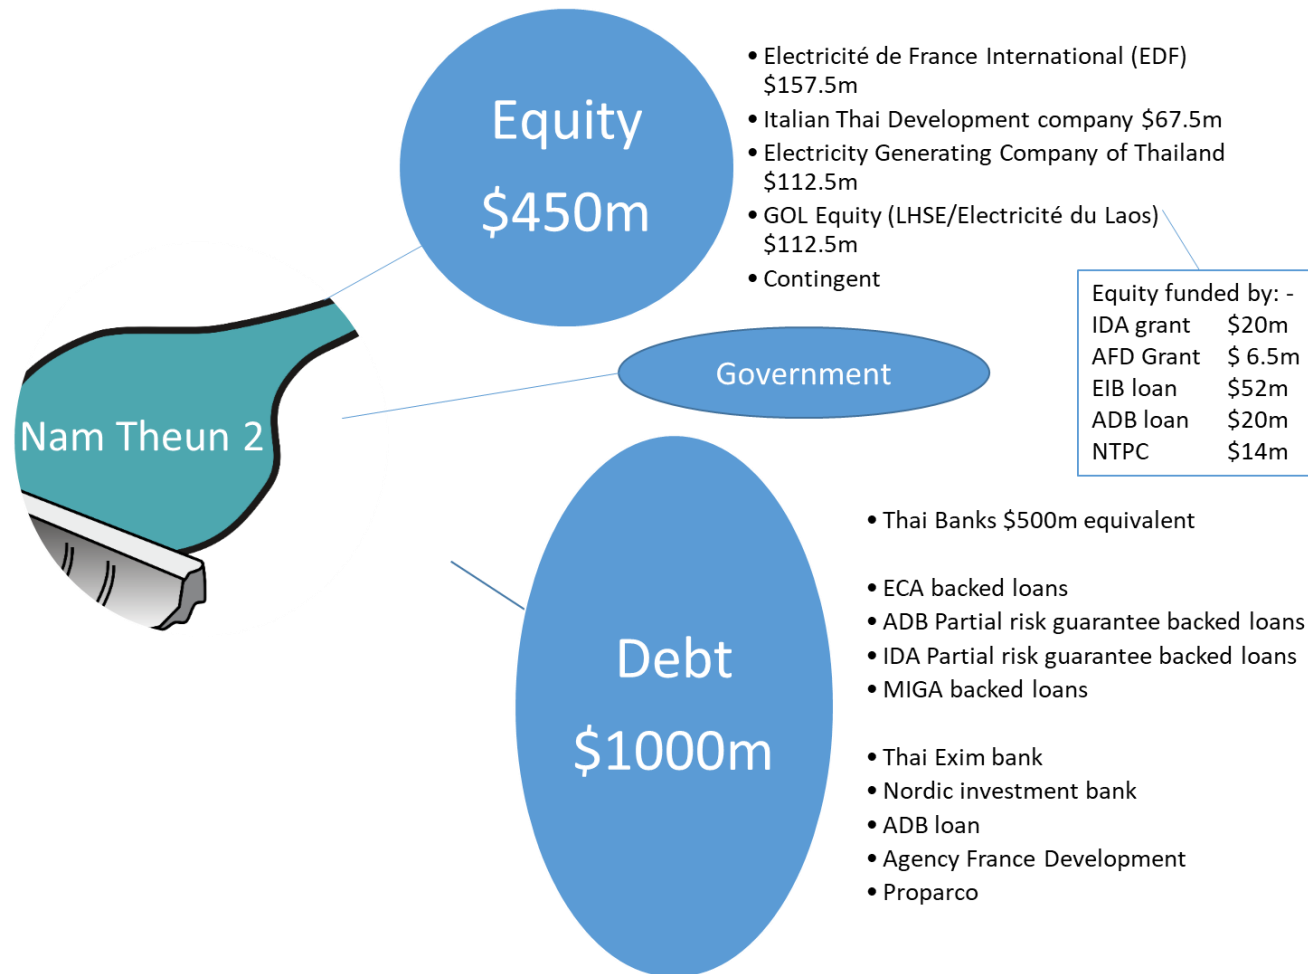 Equity
$450m
• Electricité de France International (EDF)
$157.5m
• Italian Thai Development company $67.5m
• Electricity Generating Company of Thailand
$112.5m
• GOL Equity (LHSE/Electricité du Laos)
$112.5m
• Contingent
Equity funded by: -
IDA grant $20m
AFD Grant $ 6.5m
EIB loan $52m
ADB loan $20m
NTPC $14m
Government
Nam Theun 2
Debt
$1000m
• Thai Banks $500m equivalent
• ECA backed loans
• ADB Partial risk guarantee backed loans
• IDA Partial risk guarantee backed loans
• MIGA backed loans
• Thai Exim bank
• Nordic investment bank
• ADB loan
• Agency France Development
• Proparco